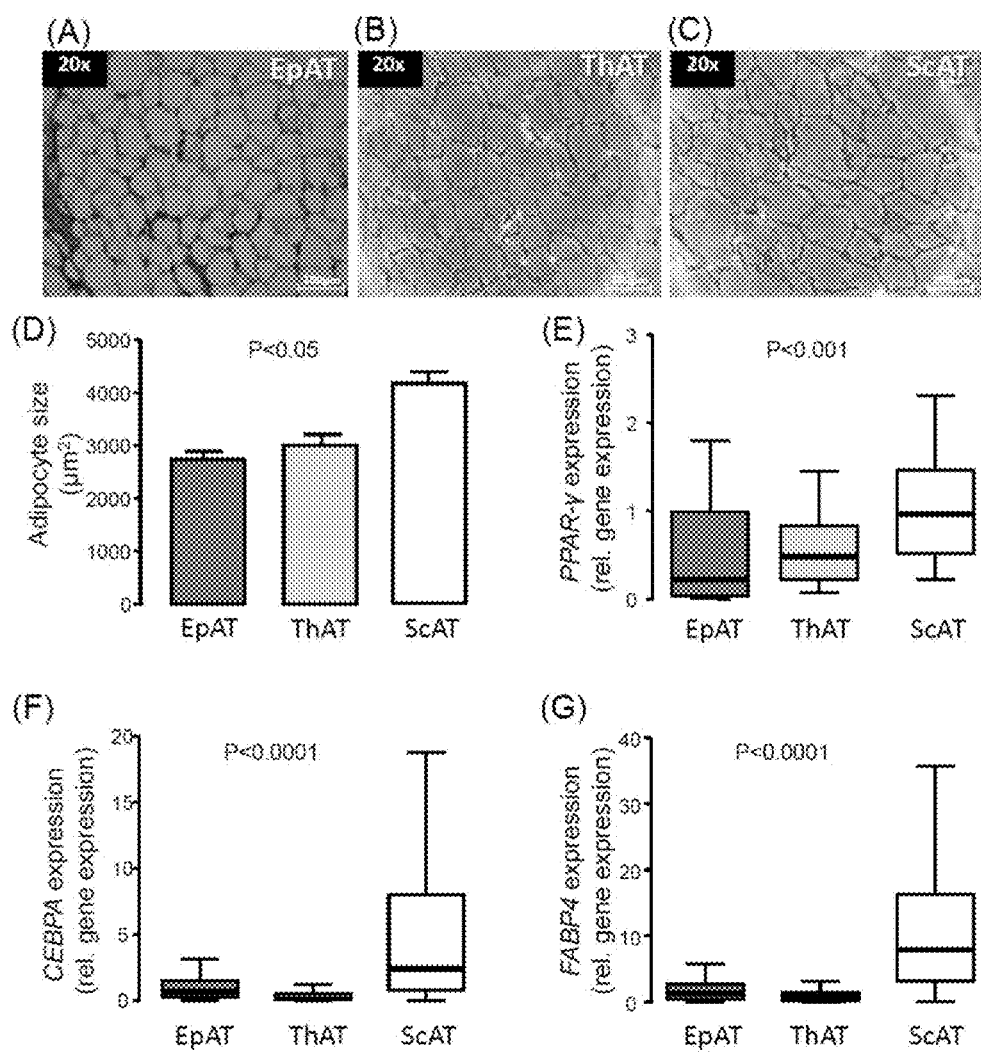 (A)
(B)
(C)
20x
EpAT
20x
ThAT
20x
ScAT
(D)
Adipocyte size
(µm²)
5000
4000
3000
2000
1000
0
P<0.05
EpAT
ThAT
ScAT
(E)
PPAR-γ expression
(rel. gene expression)
3
2
1
0
P<0.001
EpAT
ThAT
ScAT
(F)
CEBPA expression
(rel. gene expression)
20
15
10
5
0
P<0.0001
EpAT
ThAT
ScAT
(G)
FABP4 expression
(rel. gene expression)
40
30
20
10
0
P<0.0001
EpAT
ThAT
ScAT